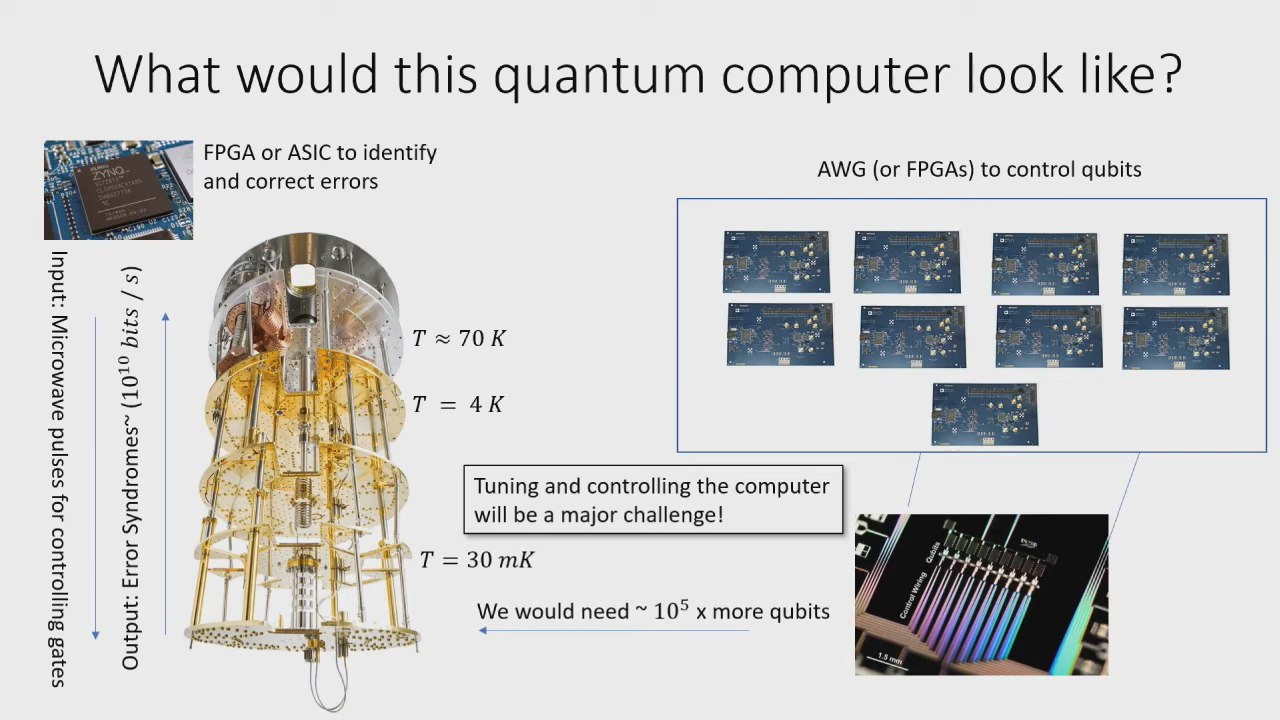 What would this quantum computer look like?
FPGA or ASIC to identify
and correct errors
AWG (or FPGAs) to control qubits
ZYNQ
Input: Microwave pulses for controlling gates
Output: Error Syndromes~ (10¹⁰ bits / s)
T ≈ 70 K
T = 4 K
Tuning and controlling the computer
will be a major challenge!
T = 30 mK
We would need ~ 10⁵ x more qubits
Qubits
Control Wiring
1.5 mm